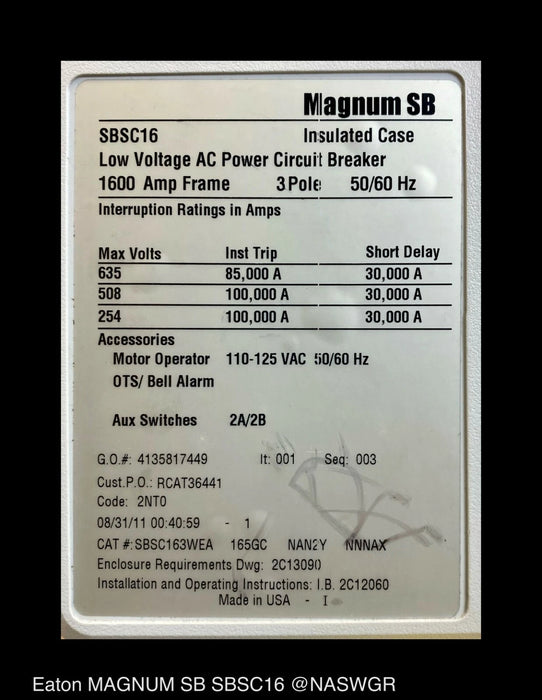 Magnum SB
SBSC16 Insulated Case
Low Voltage AC Power Circuit Breaker
1600 Amp Frame 3 Pole 50/60 Hz
Interruption Ratings in Amps
Max Volts Inst Trip Short Delay
635 85,000 A 30,000 A
508 100,000 A 30,000 A
254 100,000 A 30,000 A
Accessories
Motor Operator 110-125 VAC 50/60 Hz
OTS/ Bell Alarm
Aux Switches 2A/2B
G.O.#: 4135817449 It: 001 Seq: 003
Cust.P.O.: RCAT36441
Code: 2NT0
08/31/11 00:40:59 - 1
CAT #: SBSC163WEA 165GC NAN2Y NNNAX
Enclosure Requirements Dwg: 2C13090
Installation and Operating Instructions: I.B. 2C12060
Made in USA - I
Eaton MAGNUM SB SBSC16 @NASWGR